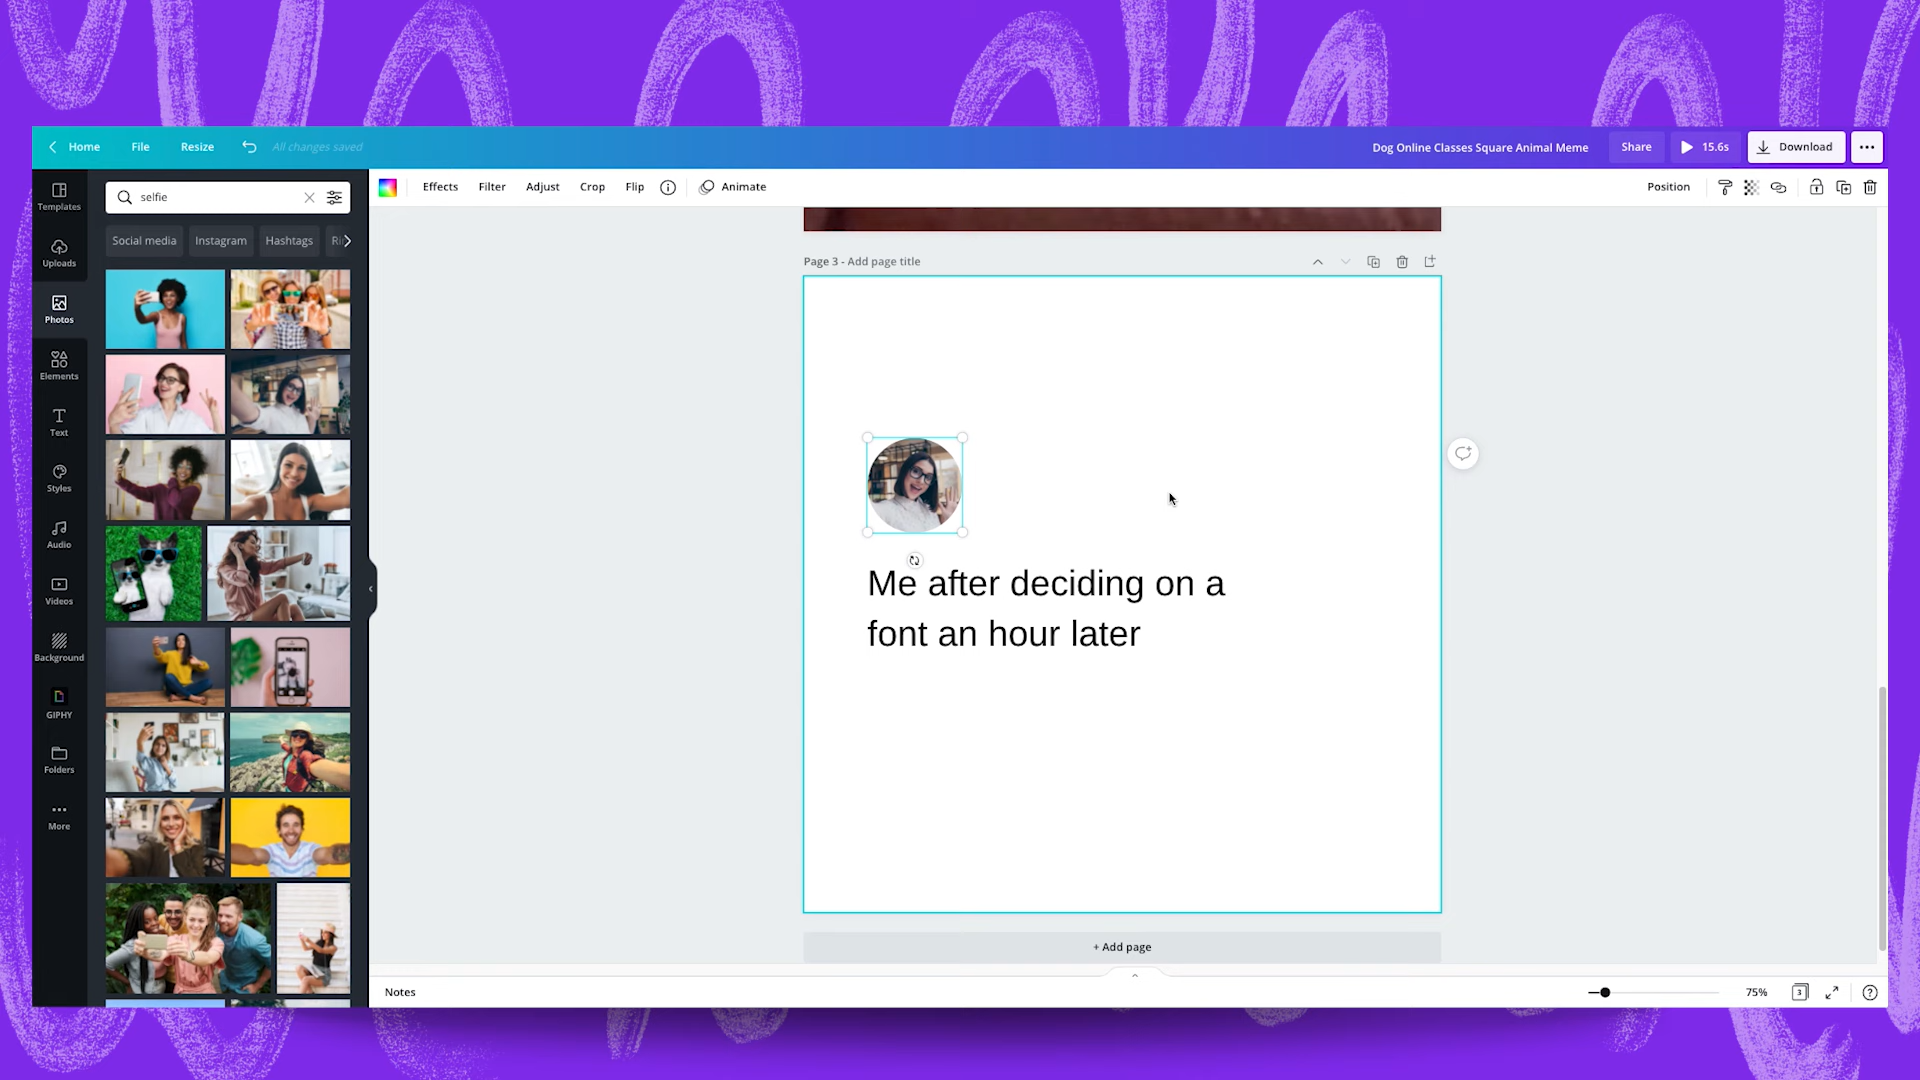 Home File Resize All changes saved Dog Online Classes Square Animal Meme Share 15.6s Download
Templates
Uploads
Photos
Elements
Text
Styles
Audio
Videos
Background
GIPHY
Folders
More
selfie
Social media Instagram Hashtags
Effects Filter Adjust Crop Flip Animate Position
Page 3 - Add page title
Me after deciding on a
font an hour later
+ Add page
Notes 75% 3